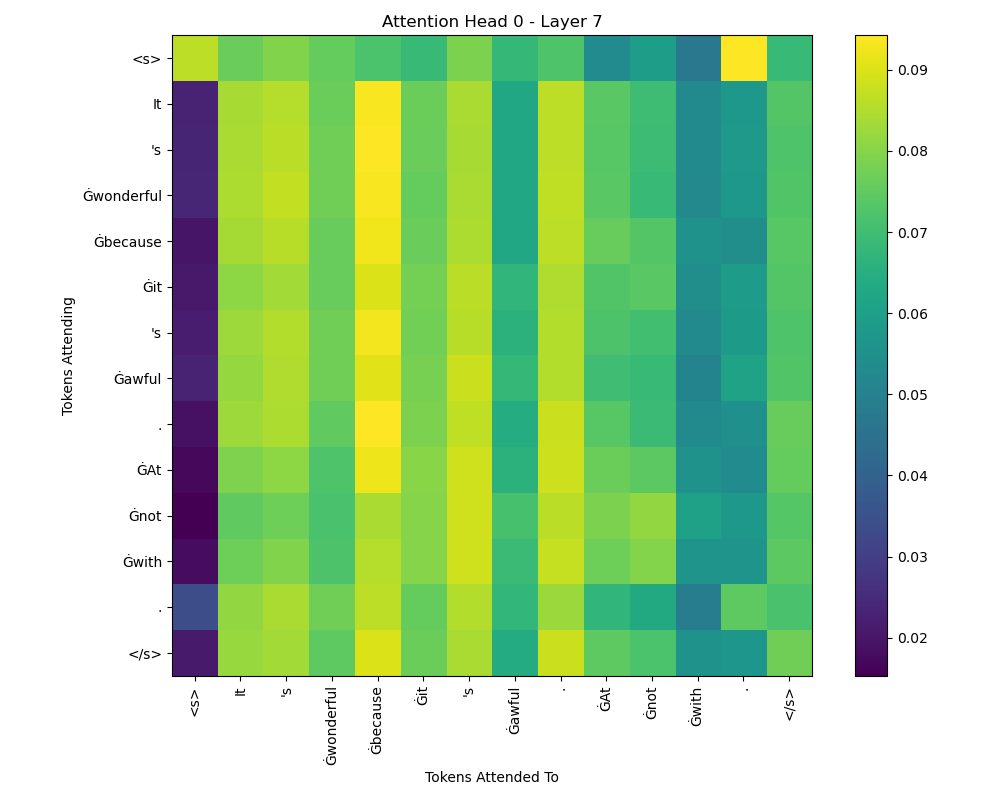 Attention Head 0 - Layer 7
Tokens Attending
<s>
It
's
Ġwonderful
Ġbecause
Ġit
's
Ġawful
.
ĠAt
Ġnot
Ġwith
.
</s>
<s>
It
's
Ġwonderful
Ġbecause
Ġit
's
Ġawful
.
ĠAt
Ġnot
Ġwith
.
</s>
Tokens Attended To
0.09
0.08
0.07
0.06
0.05
0.04
0.03
0.02